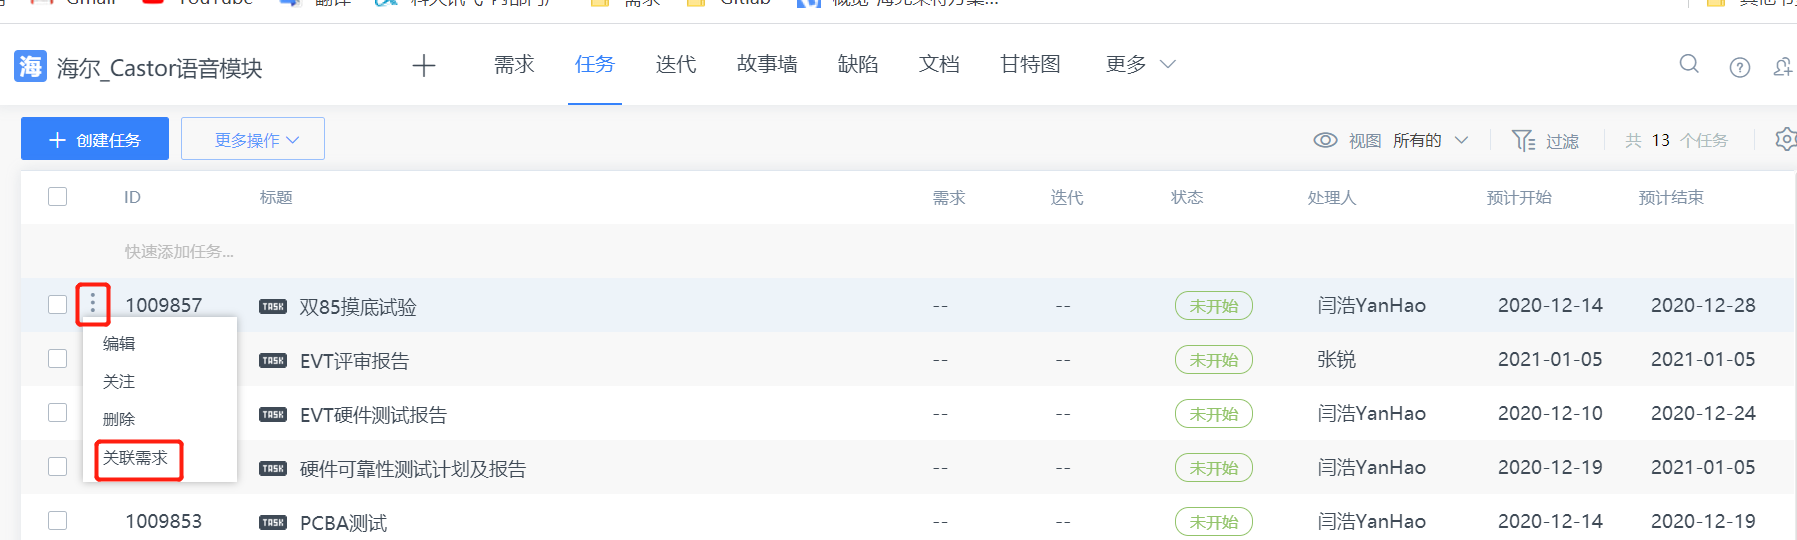 Gmail YouTube 翻译 需求 Gitlab
海 海尔_Castor语音模块 需求 任务 迭代 故事墙 缺陷 文档 甘特图 更多
创建任务 更多操作 视图 所有的 过滤 共 13 个任务
ID 标题 需求 迭代 状态 处理人 预计开始 预计结束
快速添加任务...
1009857 TASK 双85摸底试验 -- -- 未开始 闫浩YanHao 2020-12-14 2020-12-28
编辑
TASK EVT评审报告 -- -- 未开始 张锐 2021-01-05 2021-01-05
关注
TASK EVT硬件测试报告 -- -- 未开始 闫浩YanHao 2020-12-10 2020-12-24
删除
关联需求
TASK 硬件可靠性测试计划及报告 -- -- 未开始 闫浩YanHao 2020-12-19 2021-01-05
1009853 TASK PCBA测试 -- -- 未开始 闫浩YanHao 2020-12-14 2020-12-19